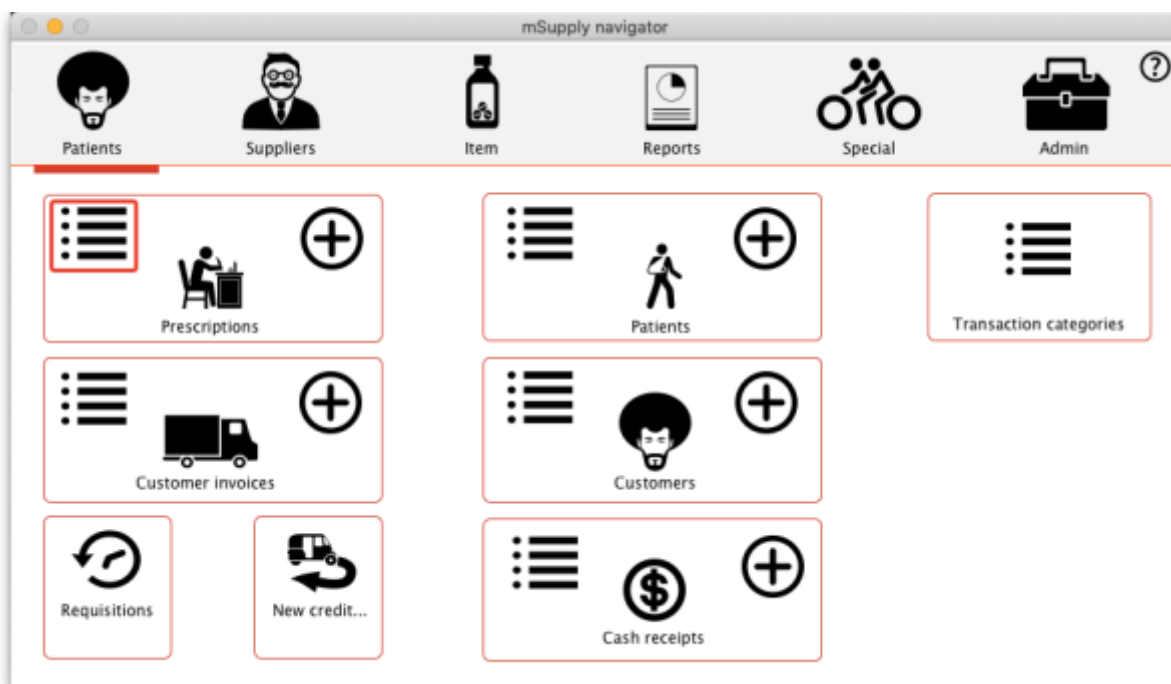 mSupply navigator
?
Patients
Suppliers
Item
Reports
Special
Admin
Prescriptions
Patients
Transaction categories
Customer invoices
Customers
Requisitions
New credit...
$
Cash receipts